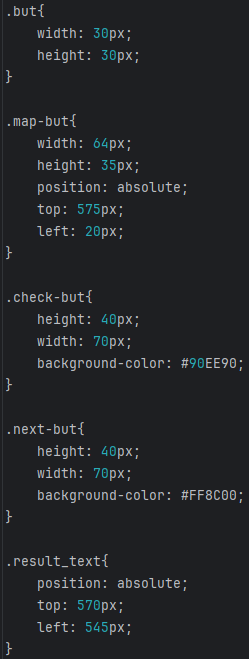 .but{
    width: 30px;
    height: 30px;
}

.map-but{
    width: 64px;
    height: 35px;
    position: absolute;
    top: 575px;
    left: 20px;
}

.check-but{
    height: 40px;
    width: 70px;
    background-color: #90EE90;
}

.next-but{
    height: 40px;
    width: 70px;
    background-color: #FF8C00;
}

.result_text{
    position: absolute;
    top: 570px;
    left: 545px;
}